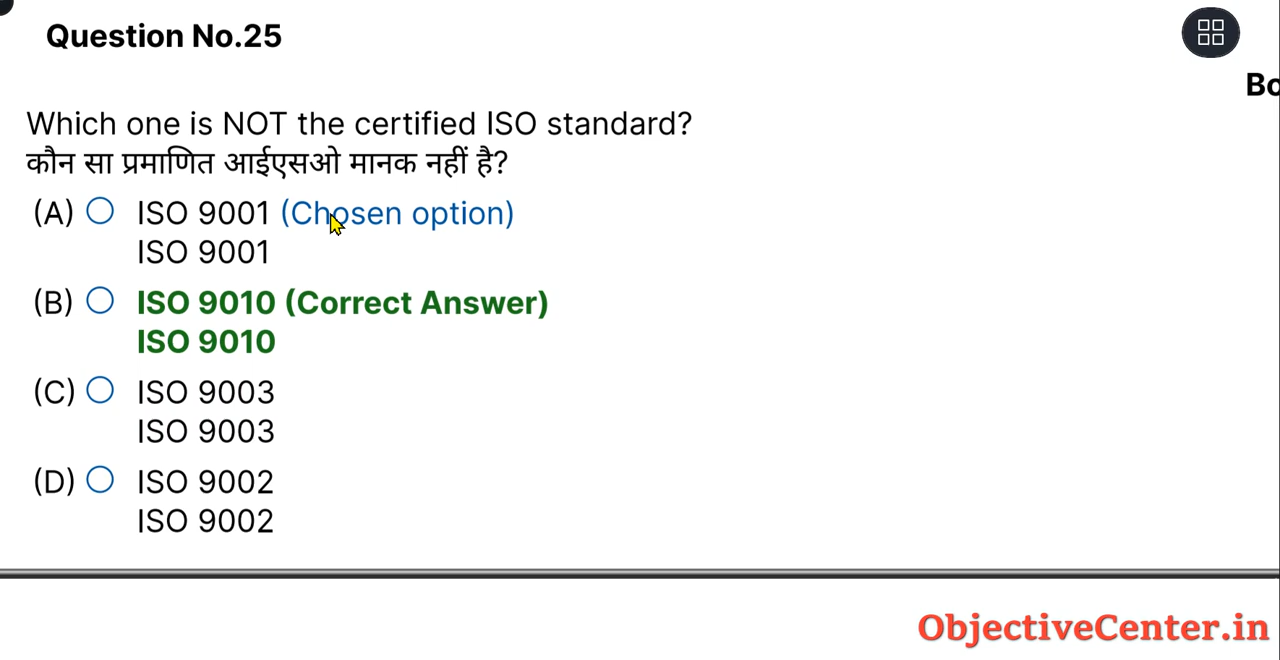 Question No.25
Bo
Which one is NOT the certified ISO standard?
कौन सा प्रमाणित आईएसओ मानक नहीं है?
(A) ISO 9001 (Chosen option)
ISO 9001
(B) ISO 9010 (Correct Answer)
ISO 9010
(C) ISO 9003
ISO 9003
(D) ISO 9002
ISO 9002
ObjectiveCenter.in